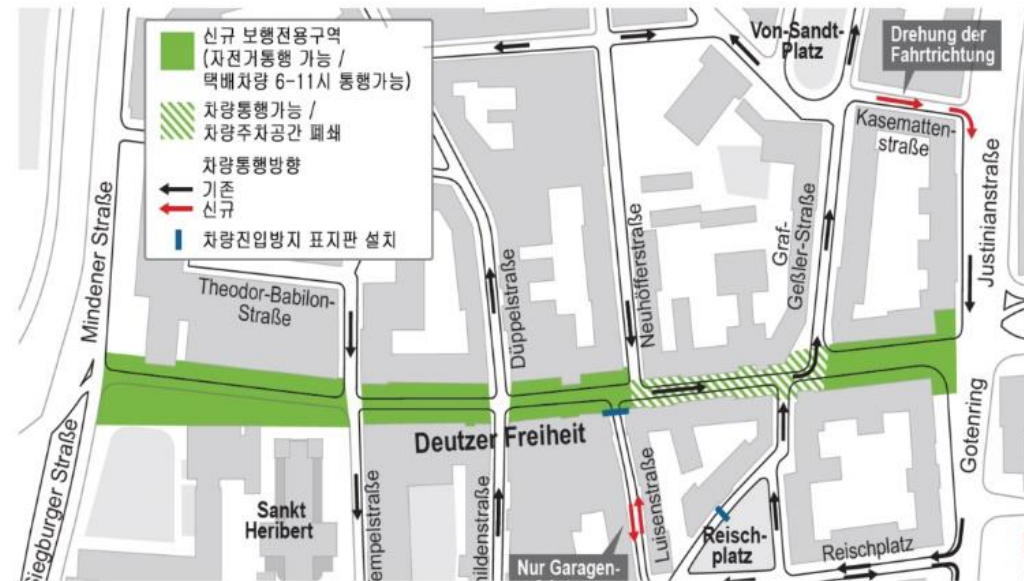 신규 보행전용구역
(자전거통행 가능 /
택배차량 6-11시 통행가능)
차량통행가능 /
차량주차공간 폐쇄
차량통행방향
기존
신규
차량진입방지 표지판 설치
Von-Sandt-
Platz
Drehung der
Fahrtrichtung
Kasematten-
straße
Justinianstraße
Mindener Straße
Theodor-Babilon-
Straße
Düppelstraße
Neuhöfferstraße
Graf-
Geßler-Straße
Deutzer Freiheit
Gotenring
Siegburger Straße
Sankt
Heribert
empelstraße
hildenstraße
Luisenstraße
Reisch-
platz
Reischplatz
Nur Garagen-